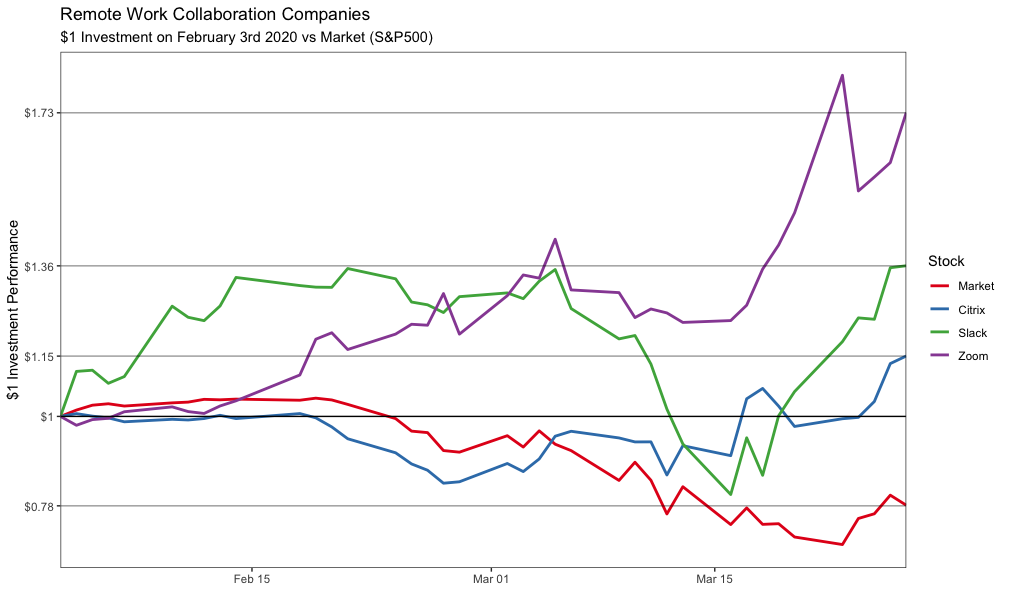 Remote Work Collaboration Companies
$1 Investment on February 3rd 2020 vs Market (S&P500)
$1 Investment Performance
$1.73
$1.36
$1.15
$1
$0.78
Feb 15
Mar 01
Mar 15
Stock
Market
Citrix
Slack
Zoom